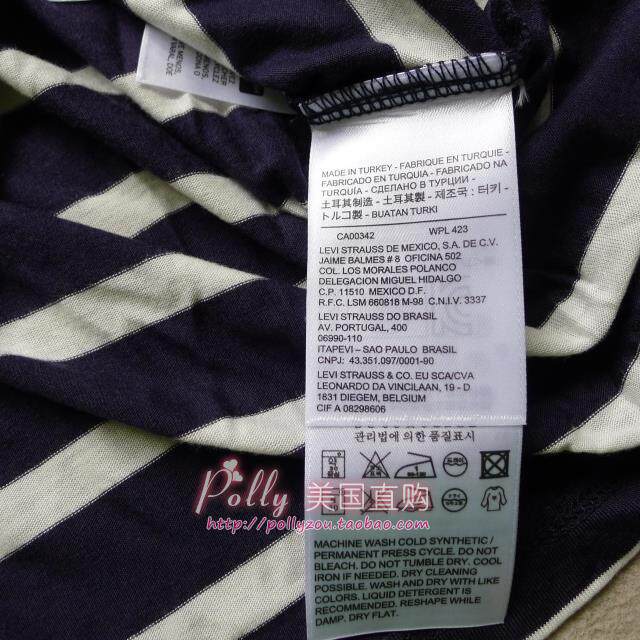 MADE IN TURKEY - FABRIQUE EN TURQUIE -
FABRICADO EN TURQUÍA - FABRICADO NA
TURQUÍA - СДЕЛАНО В ТУРЦИИ -
土耳其制造 - 土耳其製 - 제조국 : 터키 -
トルコ製 - BUATAN TURKI
CA00342 WPL 423
LEVI STRAUSS DE MEXICO, S.A. DE C.V.
JAIME BALMES # 8 OFICINA 502
COL. LOS MORALES POLANCO
DELEGACION MIGUEL HIDALGO
C.P. 11510 MEXICO D.F.
R.F.C. LSM 660818 M-98 C.N.I.V. 3337
LEVI STRAUSS DO BRASIL
AV. PORTUGAL, 400
06990-110
ITAPEVI – SAO PAULO BRASIL
CNPJ: 43.351.097/0001-90
LEVI STRAUSS & CO. EU SCA/CVA
LEONARDO DA VINCILAAN, 19 - D
1831 DIEGEM, BELGIUM
CIF A 08298606
관리법에 의한 품질표시
Polly 美国直购
http://pollyzou.taobao.com
MACHINE WASH COLD SYNTHETIC /
PERMANENT PRESS CYCLE. DO NOT
BLEACH. DO NOT TUMBLE DRY. COOL
IRON IF NEEDED. DRY CLEANING
POSSIBLE. WASH AND DRY WITH LIKE
COLORS. LIQUID DETERGENT IS
RECOMMENDED. RESHAPE WHILE
DAMP. DRY FLAT.